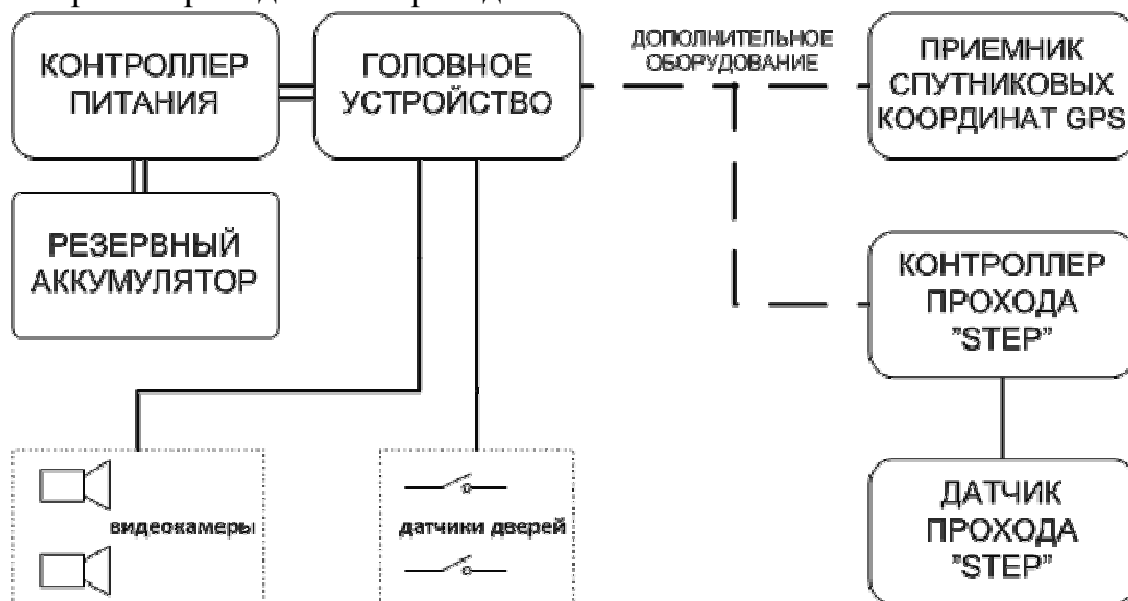 КОНТРОЛЛЕР
ПИТАНИЯ
ГОЛОВНОЕ
УСТРОЙСТВО
ДОПОЛНИТЕЛЬНОЕ
ОБОРУДОВАНИЕ
ПРИЕМНИК
СПУТНИКОВЫХ
КООРДИНАТ GPS
РЕЗЕРВНЫЙ
АККУМУЛЯТОР
КОНТРОЛЛЕР
ПРОХОДА
"STEP"
видеокамеры
датчики дверей
ДАТЧИК
ПРОХОДА
"STEP"